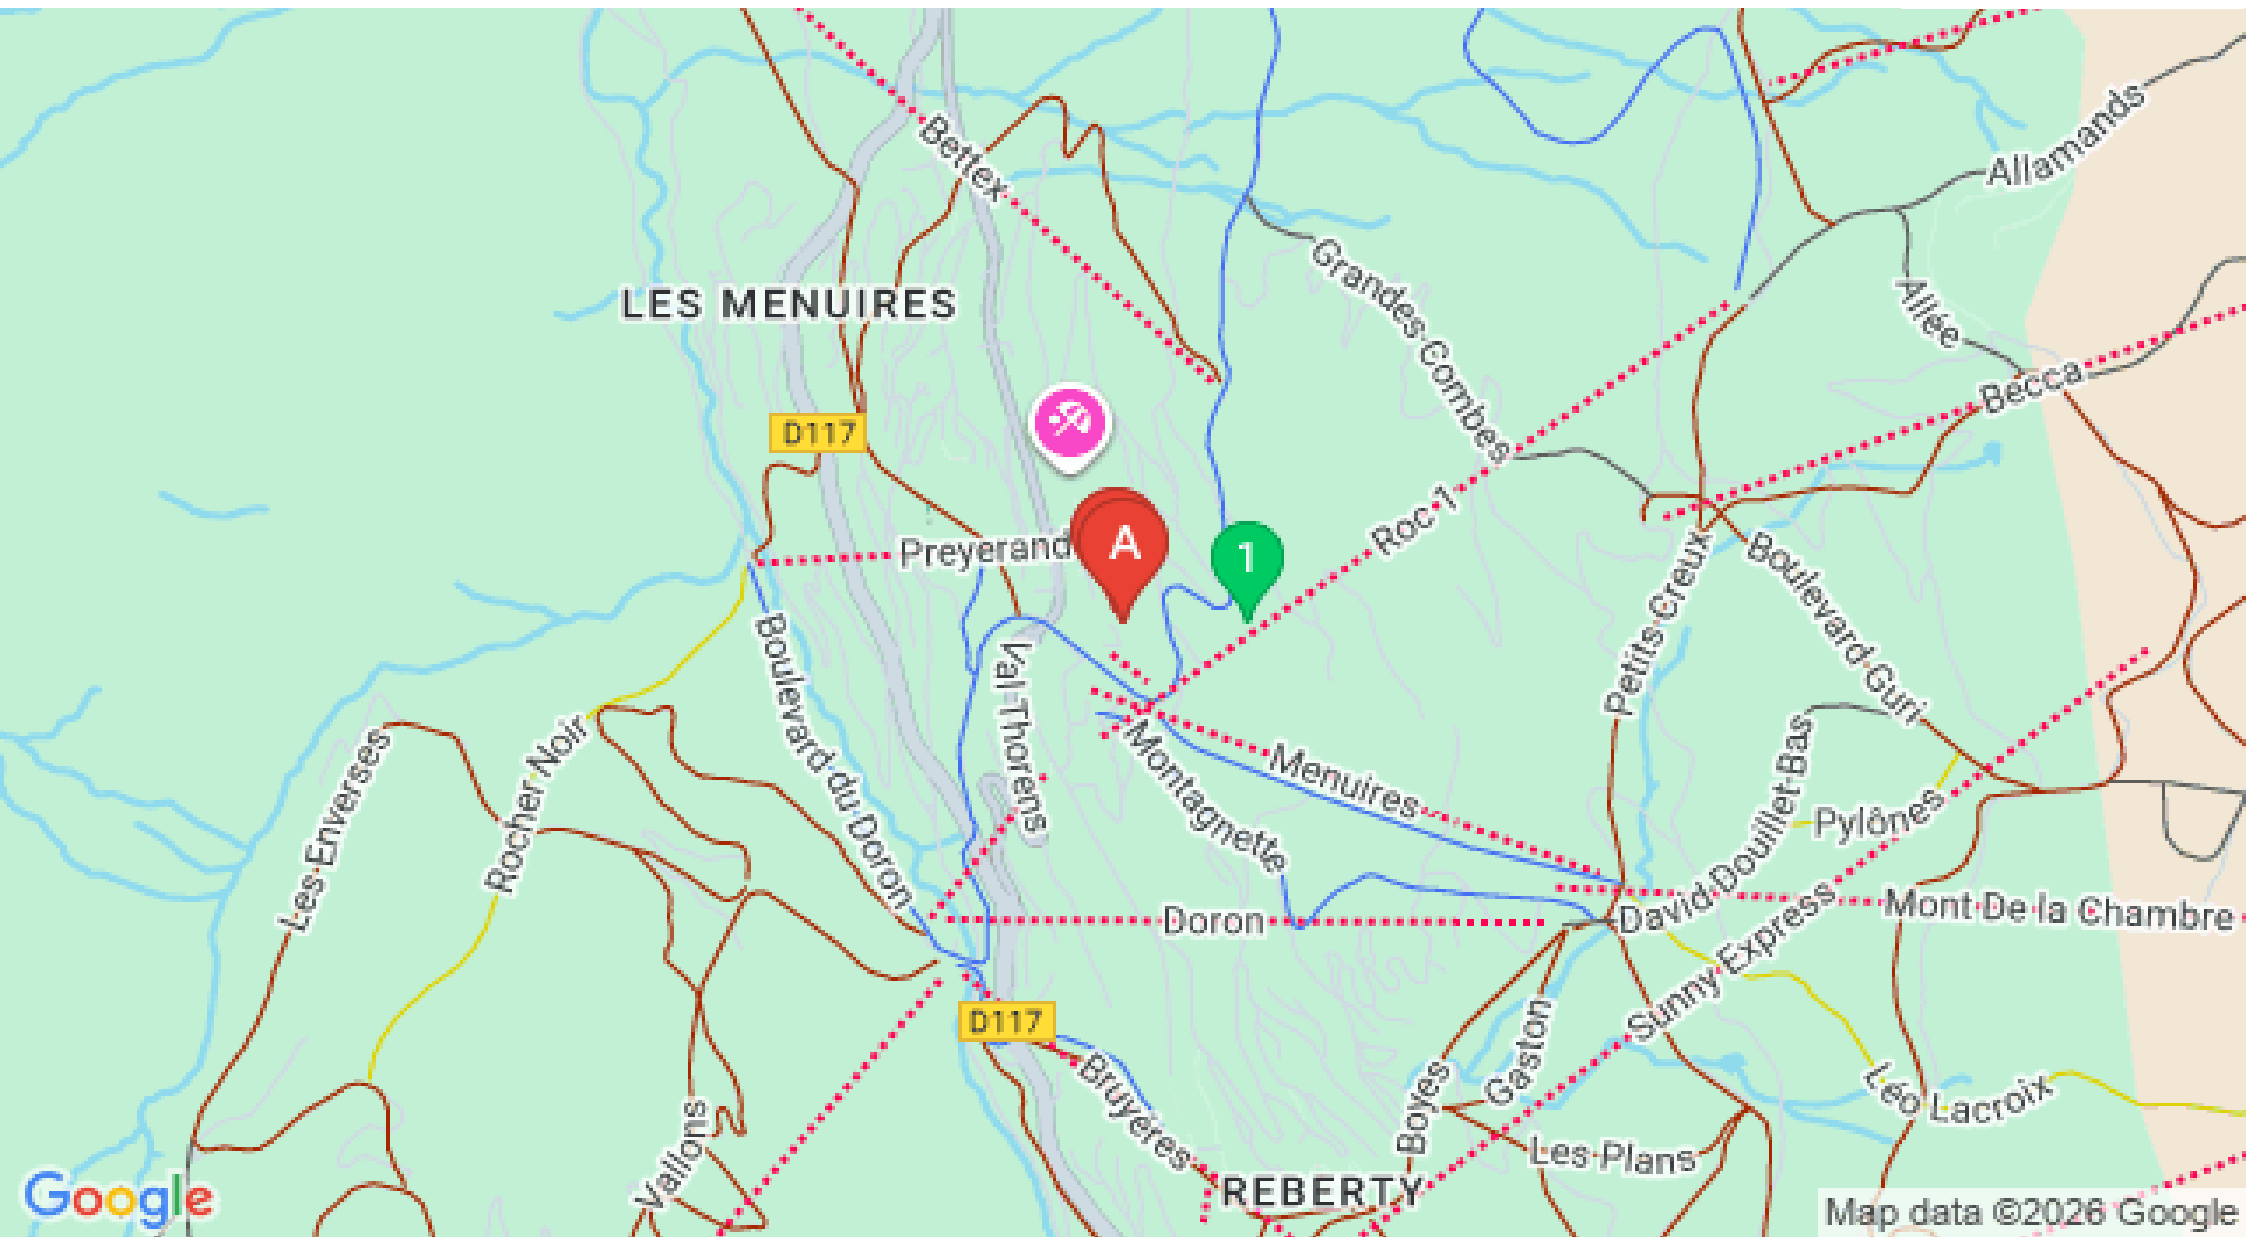 Bettex
Allamands
Grandes Combes
LES MENUIRES
Allée
Becca
D117
Roc 1
Preyerand
A
1
Boulevard Guri
Petits Creux
Boulevard du Doron
Val Thorens
Rocher Noir
Les Enverses
Montagnette
Menuires
David Douillet Bas
Pylônes
Doron
Mont De la Chambre
Sunny Express
D117
Gaston
Boyes
Bruyères
Léo Lacroix
Les Plans
Vallons
REBERTY
Google
Map data ©2026 Google